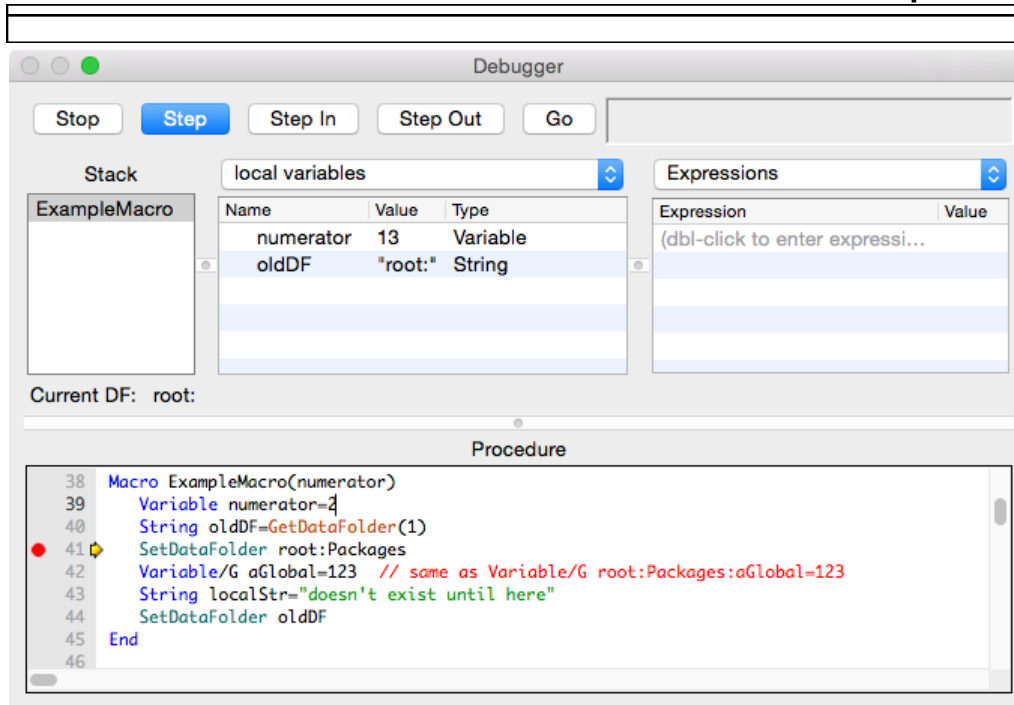 Debugger
Stop Step Step In Step Out Go
Stack local variables Expressions
ExampleMacro Name Value Type Expression Value
numerator 13 Variable (dbl-click to enter expressi...
oldDF "root:" String
Current DF: root:
Procedure
38 Macro ExampleMacro(numerator)
39 Variable numerator=2
40 String oldDF=GetDataFolder(1)
41 SetDataFolder root:Packages
42 Variable/G aGlobal=123 // same as Variable/G root:Packages:aGlobal=123
43 String localStr="doesn't exist until here"
44 SetDataFolder oldDF
45 End
46